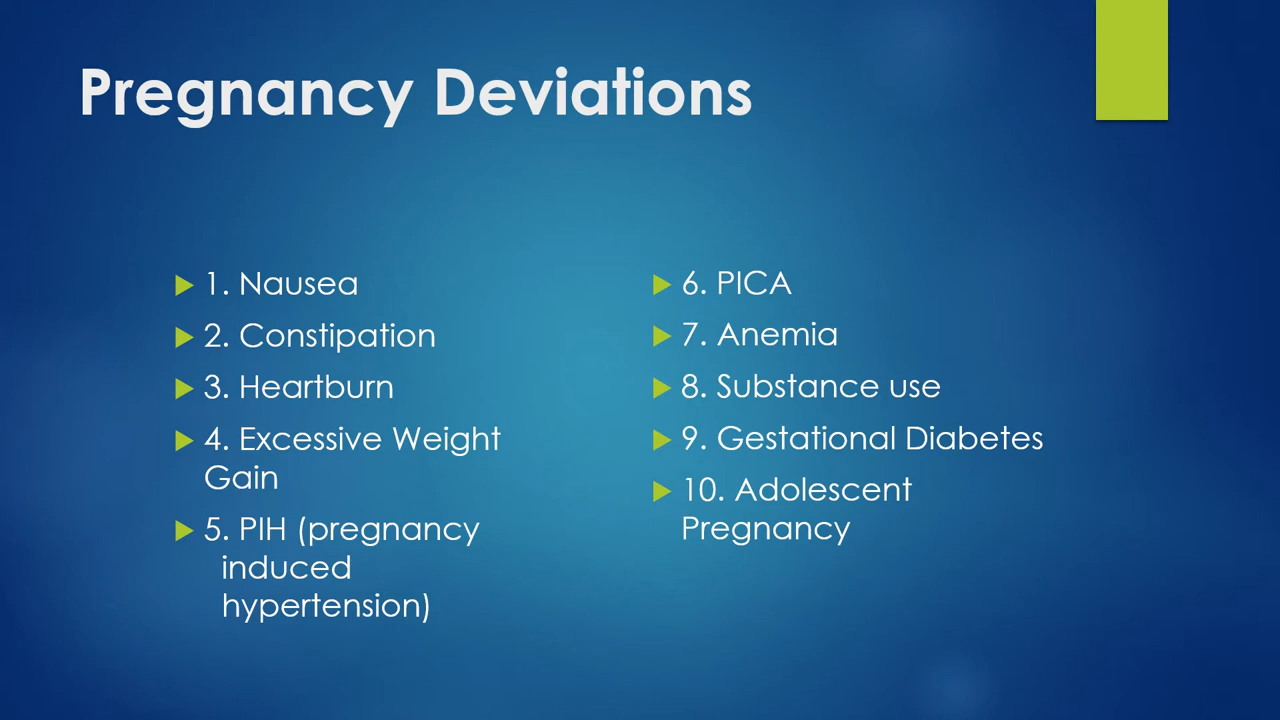 Pregnancy Deviations
1. Nausea
2. Constipation
3. Heartburn
4. Excessive Weight
Gain
5. PIH (pregnancy
induced
hypertension)
6. PICA
7. Anemia
8. Substance use
9. Gestational Diabetes
10. Adolescent
Pregnancy